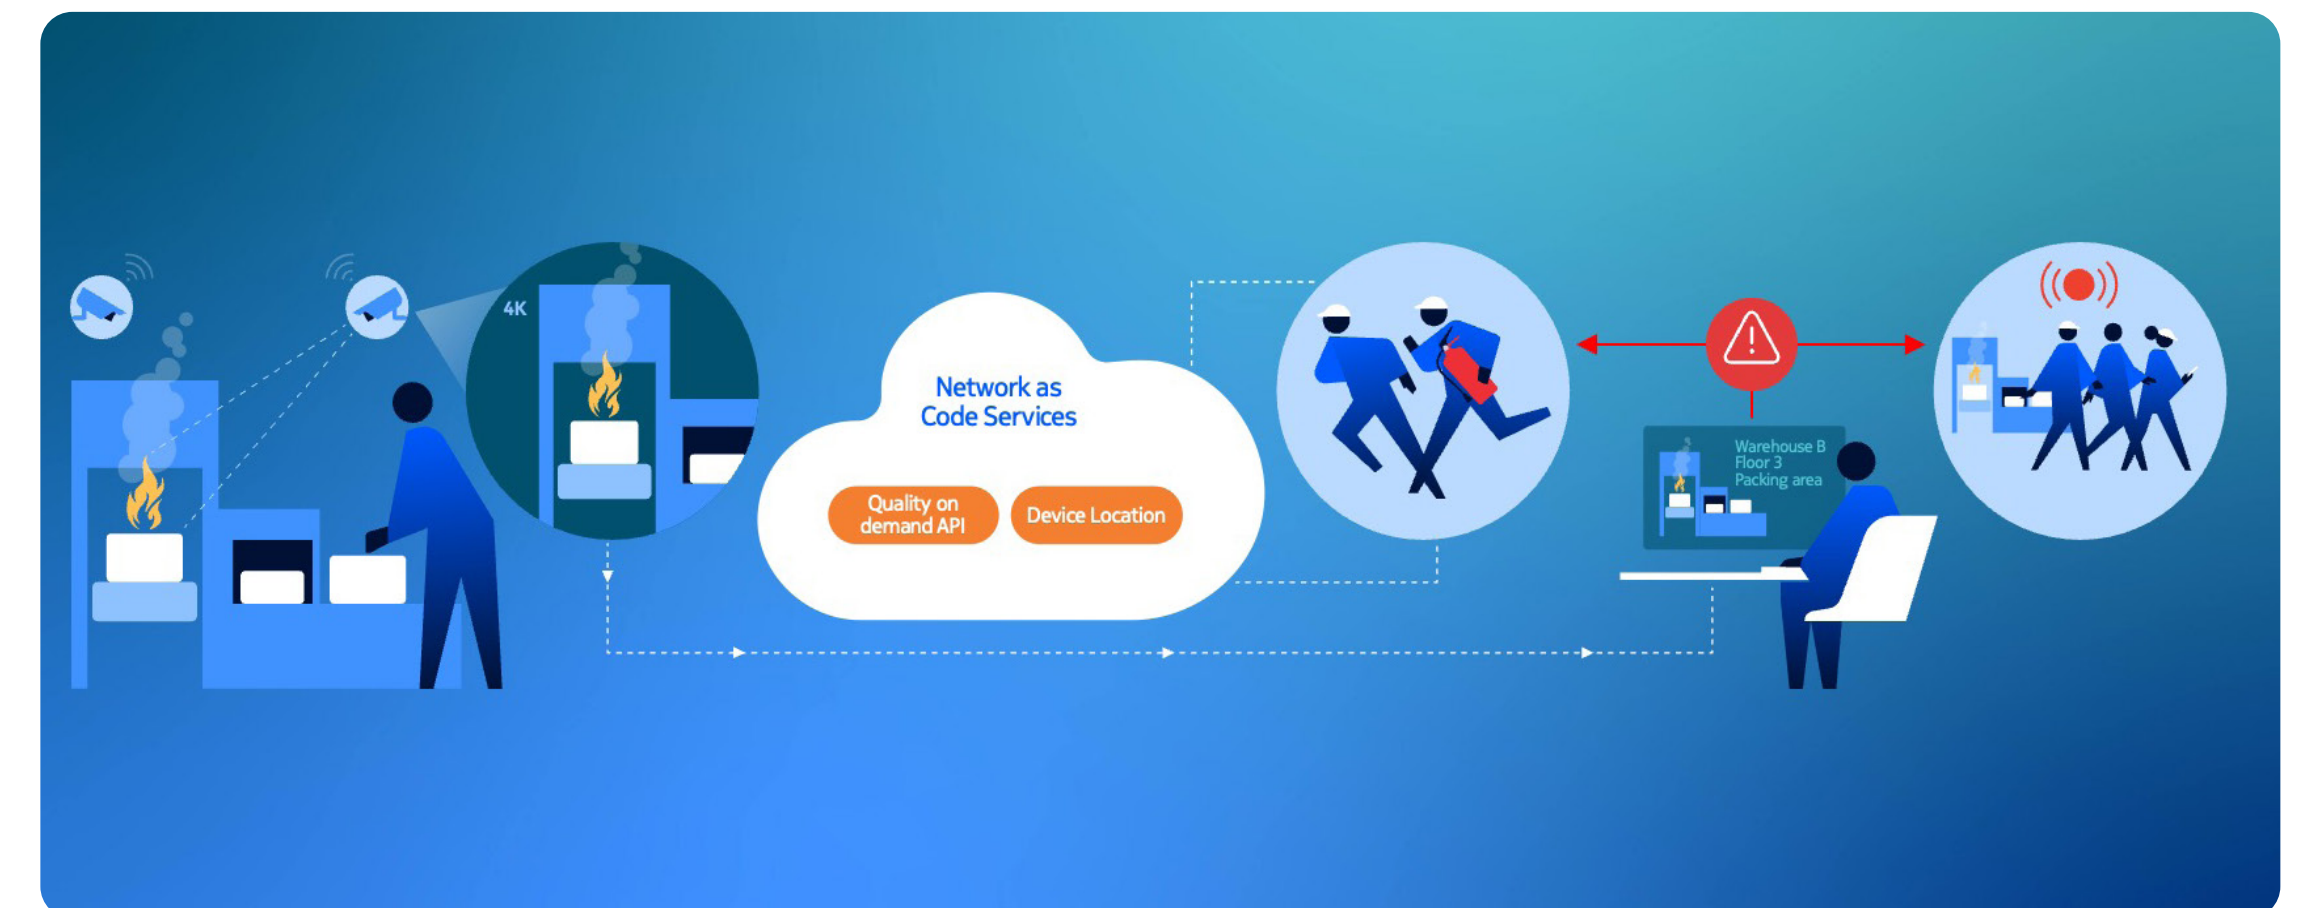 4K
Network as
Code Services
Quality on
demand API
Device Location
Warehouse B
Floor 3
Packing area